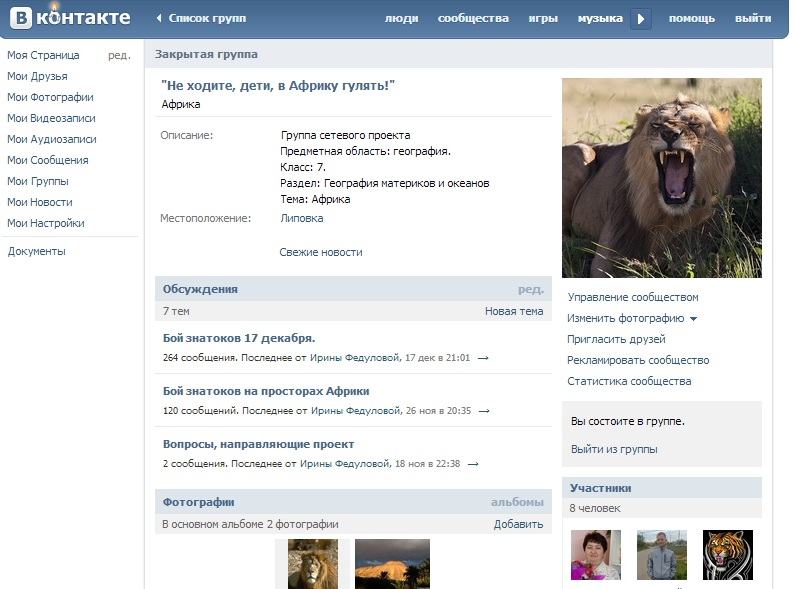 Вконтакте
Список групп
люди сообщества игры музыка помощь выйти
Моя Страница ред.
Мои Друзья
Мои Фотографии
Мои Видеозаписи
Мои Аудиозаписи
Мои Сообщения
Мои Группы
Мои Новости
Мои Настройки
Документы
Закрытая группа
"Не ходите, дети, в Африку гулять!"
Африка
Описание: Группа сетевого проекта
Предметная область: география.
Класс: 7.
Раздел: География материков и океанов
Тема: Африка
Местоположение: Липовка
Свежие новости
Обсуждения ред.
7 тем Новая тема
Бой знатоков 17 декабря.
264 сообщения. Последнее от Ирины Федуловой, 17 дек в 21:01 →
Бой знатоков на просторах Африки
120 сообщений. Последнее от Ирины Федуловой, 26 ноя в 20:35 →
Вопросы, направляющие проект
2 сообщения. Последнее от Ирины Федуловой, 18 ноя в 22:38 →
Фотографии альбомы
В основном альбоме 2 фотографии Добавить
Управление сообществом
Изменить фотографию
Пригласить друзей
Рекламировать сообщество
Статистика сообщества
Вы состоите в группе.
Выйти из группы
Участники
8 человек